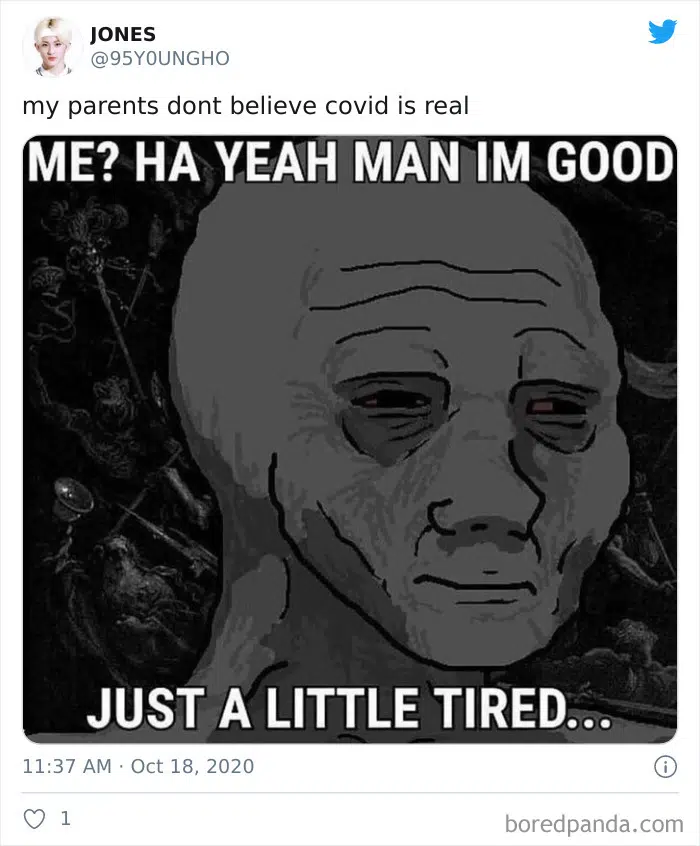 JONES
@95Y0UNGHO
my parents dont believe covid is real
ME? HA YEAH MAN IM GOOD
JUST A LITTLE TIRED...
11:37 AM · Oct 18, 2020
1
boredpanda.com